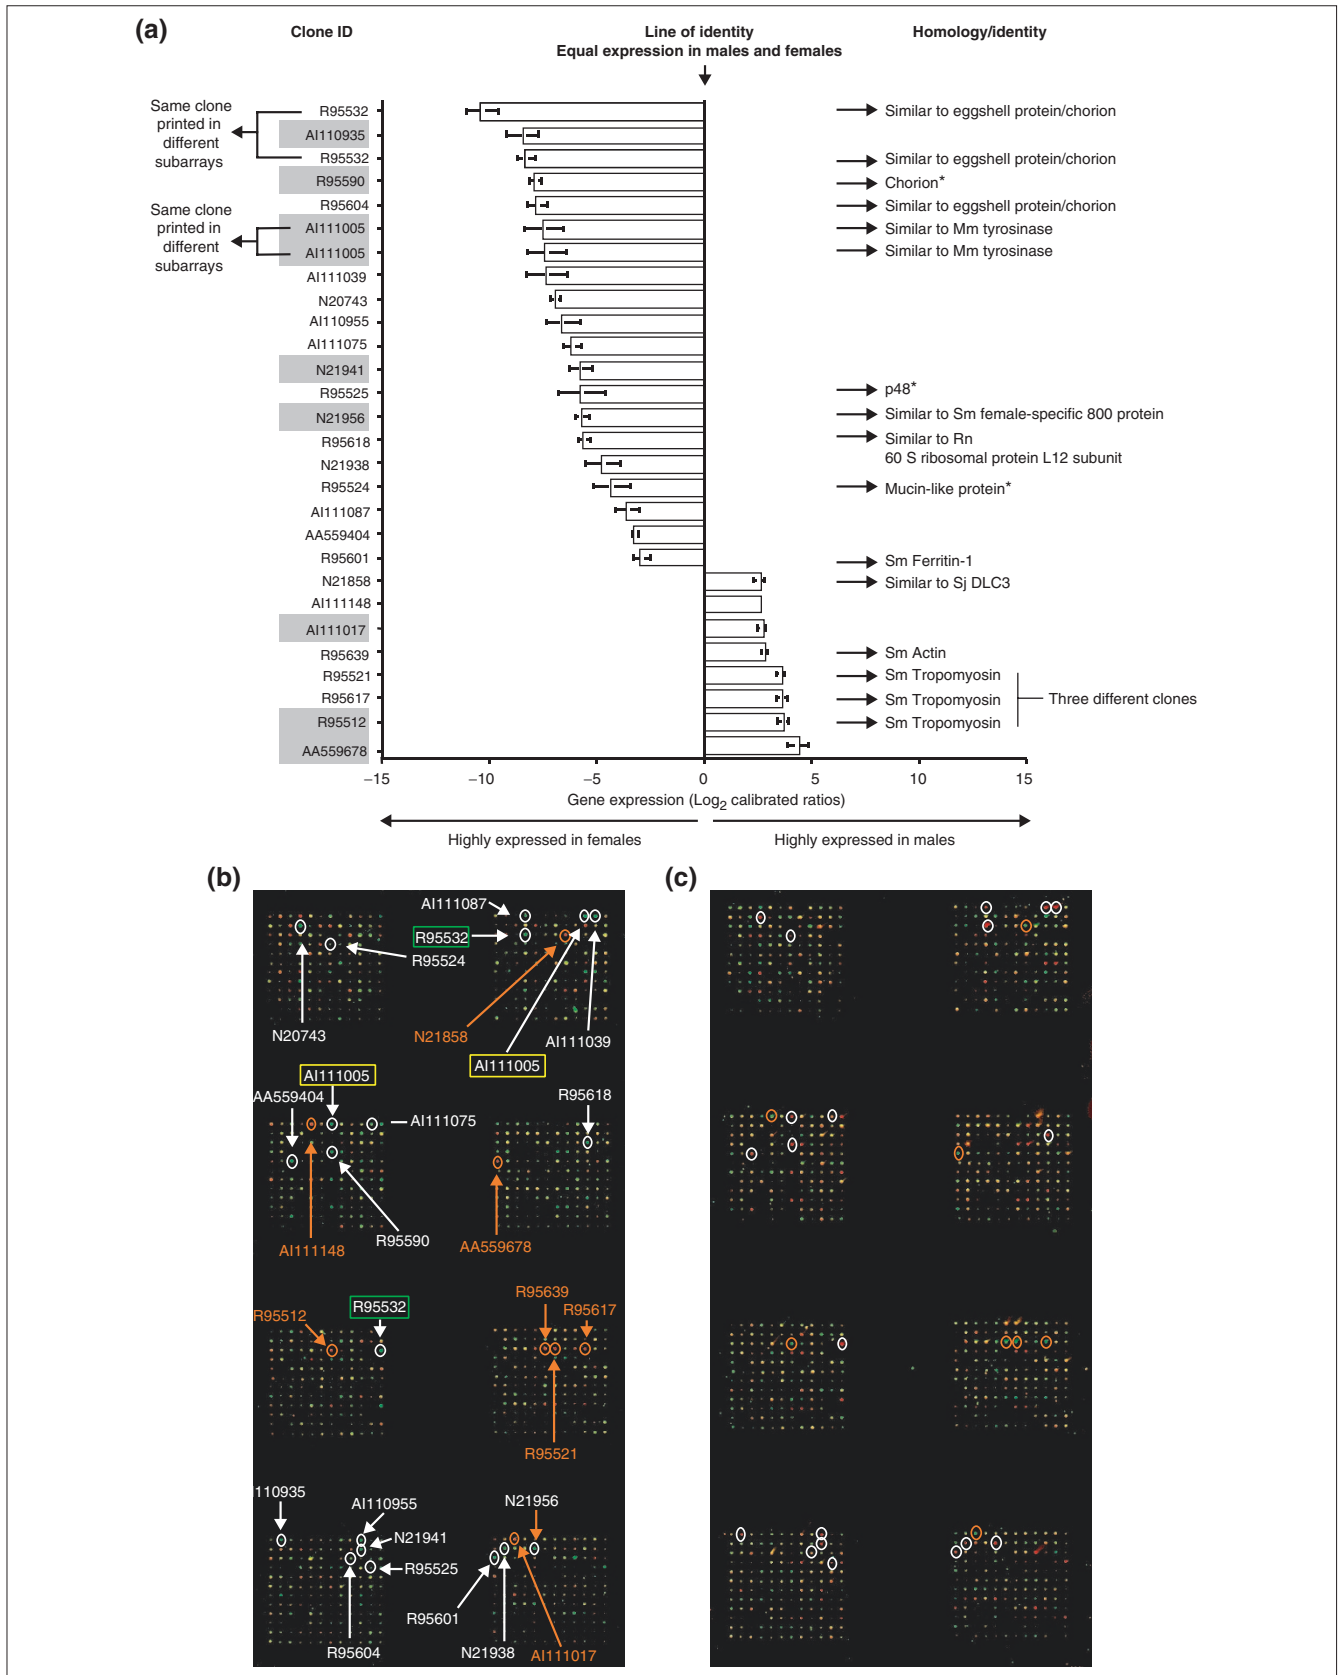 (a)
Clone ID
Line of identity
Equal expression in males and females
Homology/identity
Same clone
printed in
different
subarrays
Same clone
printed in
different
subarrays
R95532
AI110935
R95532
R95590
R95604
AI111005
AI111005
AI111039
N20743
AI110955
AI111075
N21941
R95525
N21956
R95618
N21938
R95524
AI111087
AA559404
R95601
N21858
AI111148
AI111017
R95639
R95521
R95617
R95512
AA559678
Similar to eggshell protein/chorion
Similar to eggshell protein/chorion
Chorion*
Similar to eggshell protein/chorion
Similar to Mm tyrosinase
Similar to Mm tyrosinase
p48*
Similar to Sm female-specific 800 protein
Similar to Rn
60 S ribosomal protein L12 subunit
Mucin-like protein*
Sm Ferritin-1
Similar to Sj DLC3
Sm Actin
Sm Tropomyosin
Sm Tropomyosin
Sm Tropomyosin
Three different clones
−15 −10 −5 0 5 10 15
Gene expression (Log2 calibrated ratios)
Highly expressed in females
Highly expressed in males
(b)
AI111087
R95532
R95524
N20743
N21858
AI111039
AI111005
AI111005
AA559404
AI111075
R95618
R95590
AI111148
AA559678
R95639
R95532
R95512
R95617
R95521
I110935
AI110955
N21956
N21941
R95525
R95601
R95604
N21938
AI111017
(c)